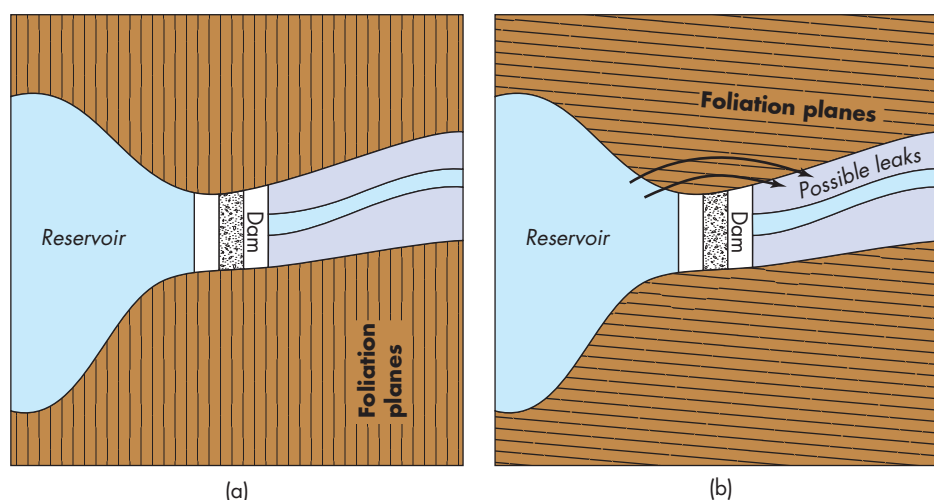 Reservoir
Dam
Foliation
planes
(a)
Foliation planes
Possible leaks
Reservoir
Dam
(b)